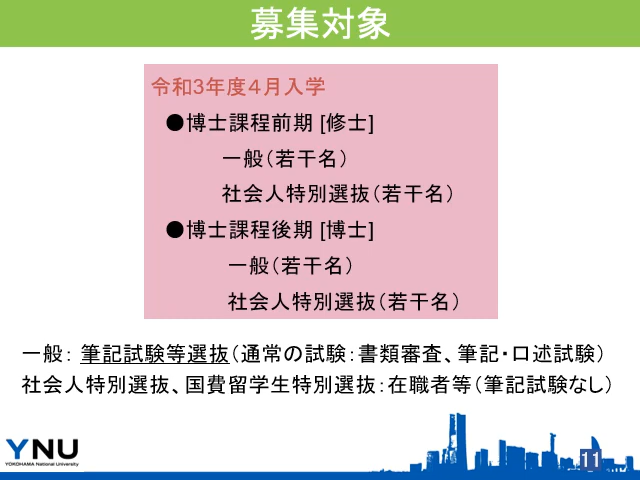 募集対象
令和3年度４月入学
●博士課程前期 [修士]
一般（若干名）
社会人特別選抜（若干名）
●博士課程後期 [博士]
一般（若干名）
社会人特別選抜（若干名）
一般： 筆記試験等選抜（通常の試験：書類審査、筆記・口述試験）
社会人特別選抜、国費留学生特別選抜：在職者等（筆記試験なし）
YNU
YOKOHAMA National University
11